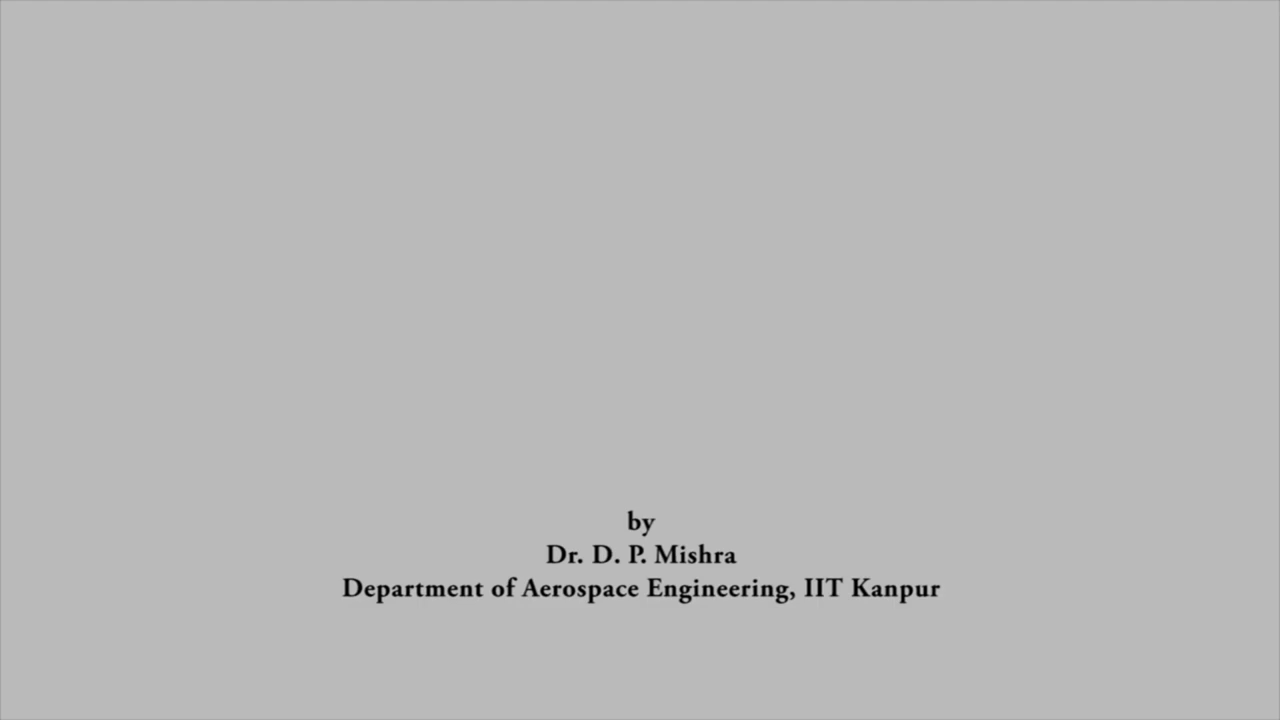 by
Dr. D. P. Mishra
Department of Aerospace Engineering, IIT Kanpur